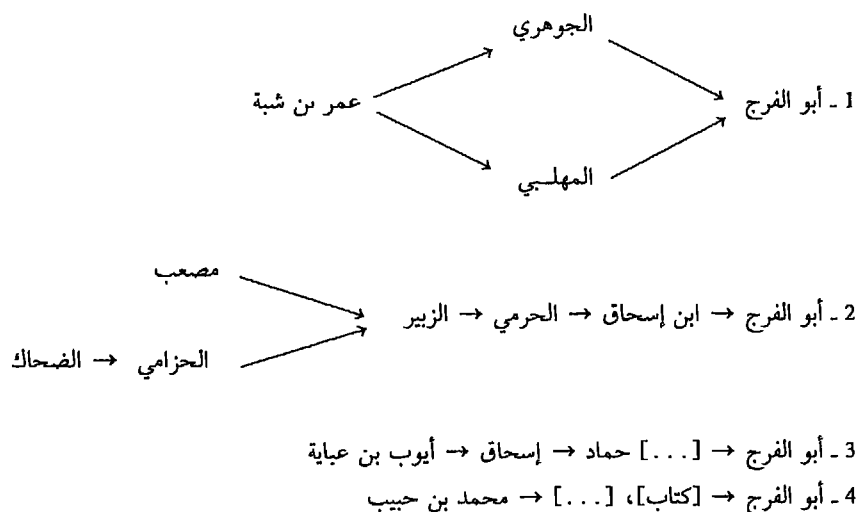 الجوهري
1 ـ أبو الفرج عمر بن شبة
المهلبي
مصعب
2 ـ أبو الفرج → ابن إسحاق → الحرمي → الزبير
الحزامي → الضحاك
3 ـ أبو الفرج → [...] حماد → إسحاق → أيوب بن عباية
4 ـ أبو الفرج → [كتاب]، [...] → محمد بن حبيب